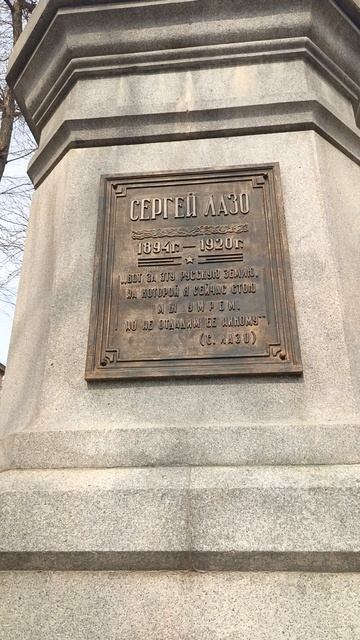 СЕРГЕЙ ЛАЗО
1894г. — 1920г.
„ВОТ ЗА ЭТУ РУССКУЮ ЗЕМЛЮ,
НА КОТОРОЙ Я СЕЙЧАС СТОЮ
МЫ УМРЕМ,
НО НЕ ОТДАДИМ ЕЕ НИКОМУ"
(С. ЛАЗО)